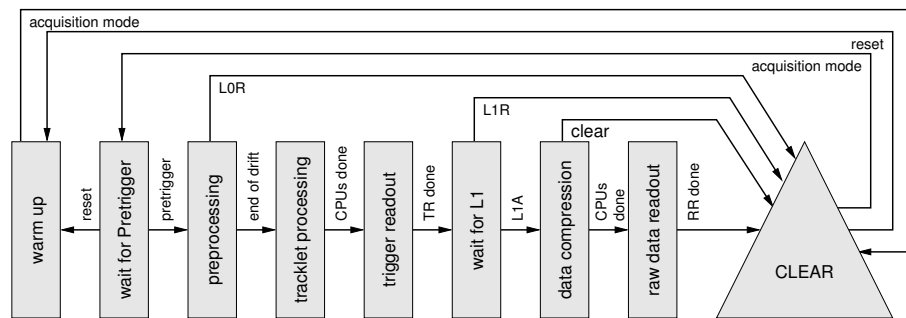 acquisition mode
reset
acquisition mode
L0R
L1R
clear
warm up
reset
wait for Pretrigger
pretrigger
preprocessing
end of drift
tracklet processing
CPUs done
trigger readout
TR done
wait for L1
L1A
data compression
CPUs
done
raw data readout
RR done
CLEAR